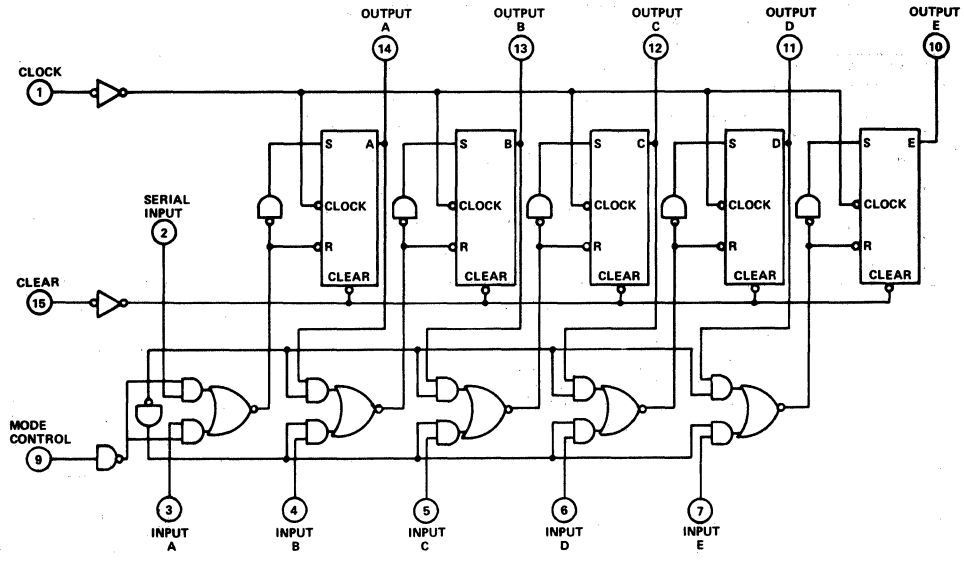 OUTPUT
A
14
OUTPUT
B
13
OUTPUT
C
12
OUTPUT
D
11
OUTPUT
E
10
CLOCK
1
S A
CLOCK
R
CLEAR
S B
CLOCK
R
CLEAR
S C
CLOCK
R
CLEAR
S D
CLOCK
R
CLEAR
S E
CLOCK
R
CLEAR
SERIAL
INPUT
2
CLEAR
15
MODE
CONTROL
9
3
INPUT
A
4
INPUT
B
5
INPUT
C
6
INPUT
D
7
INPUT
E